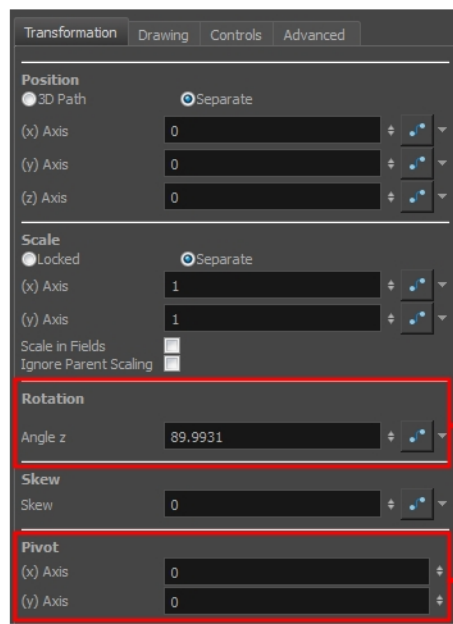 Transformation Drawing Controls Advanced
Position
3D Path Separate
(x) Axis 0
(y) Axis 0
(z) Axis 0
Scale
Locked Separate
(x) Axis 1
(y) Axis 1
Scale in Fields
Ignore Parent Scaling
Rotation
Angle z 89.9931
Skew
Skew 0
Pivot
(x) Axis 0
(y) Axis 0